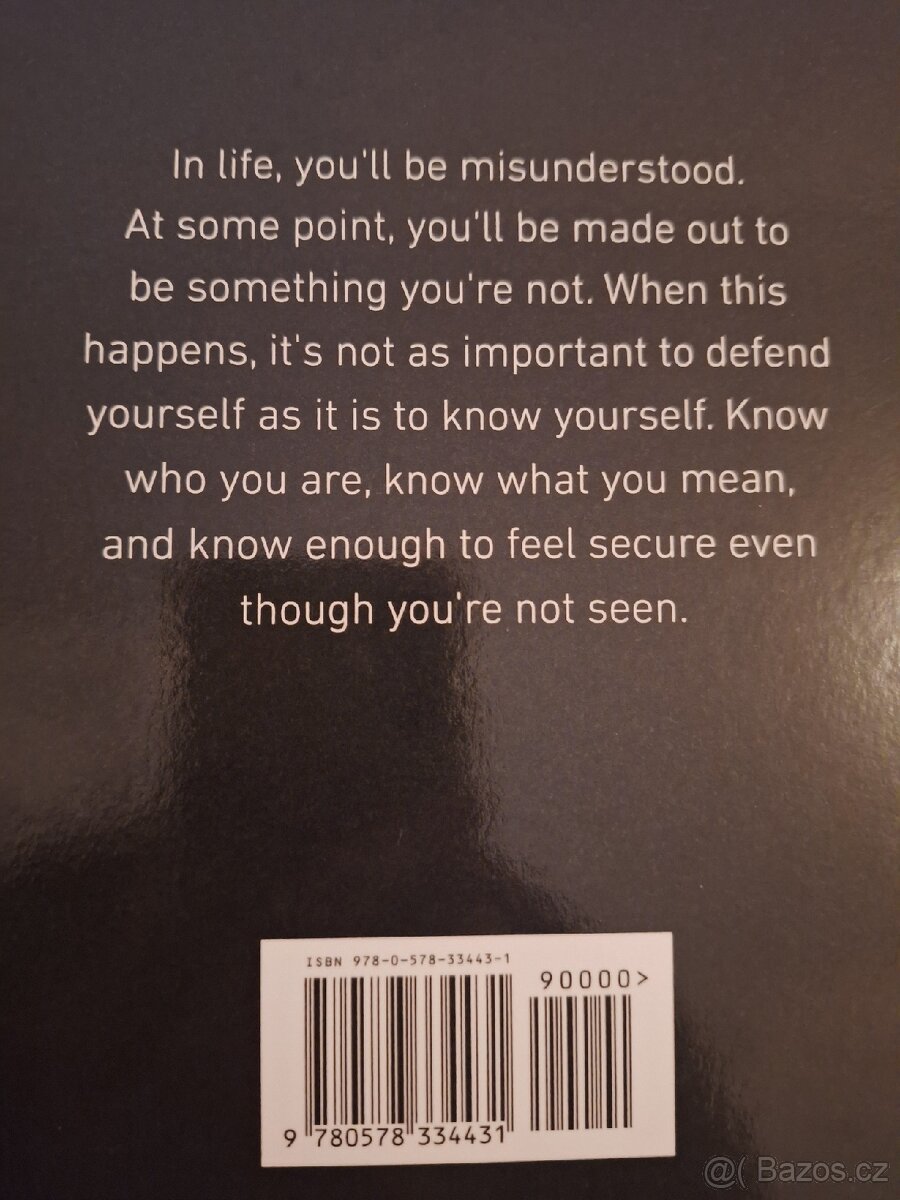 In life, you'll be misunderstood.
At some point, you'll be made out to
be something you're not. When this
happens, it's not as important to defend
yourself as it is to know yourself. Know
who you are, know what you mean,
and know enough to feel secure even
though you're not seen.
ISBN 978-0-578-33443-1
90000>
9 780578 334431
@( Bazos.cz